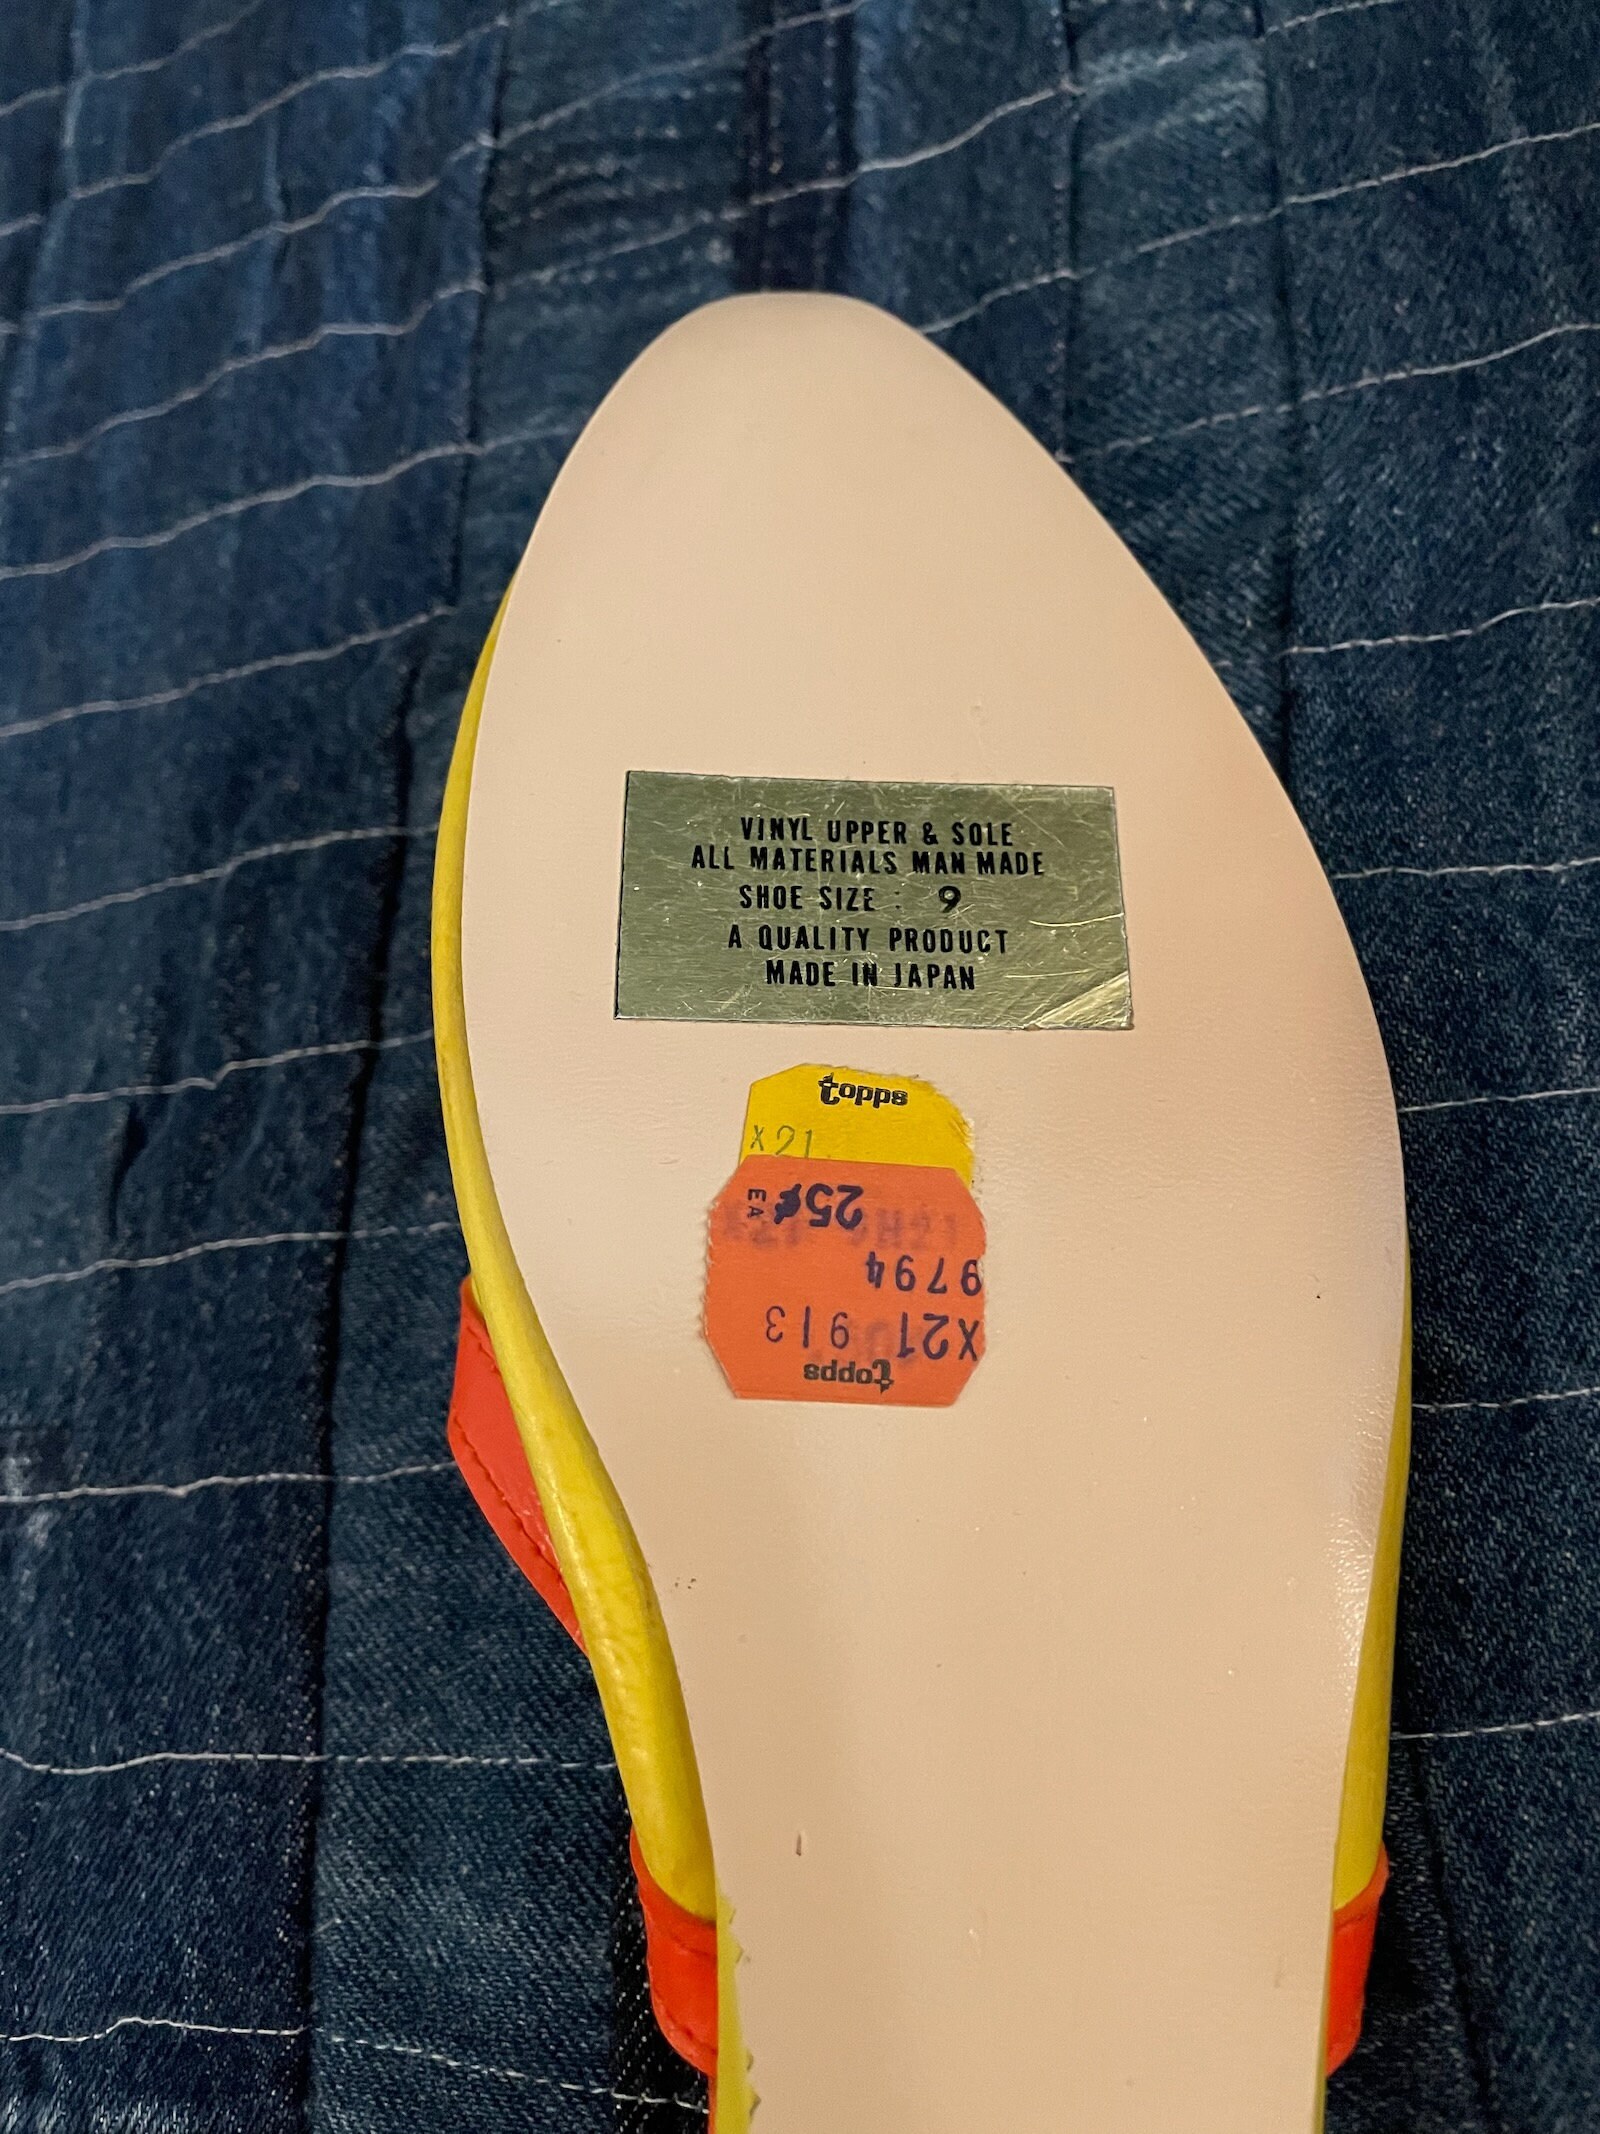 VINYL UPPER & SOLE
ALL MATERIALS MAN MADE
SHOE SIZE : 9
A QUALITY PRODUCT
MADE IN JAPAN
topps
X21
topps
X21 913
9794
25¢ EA